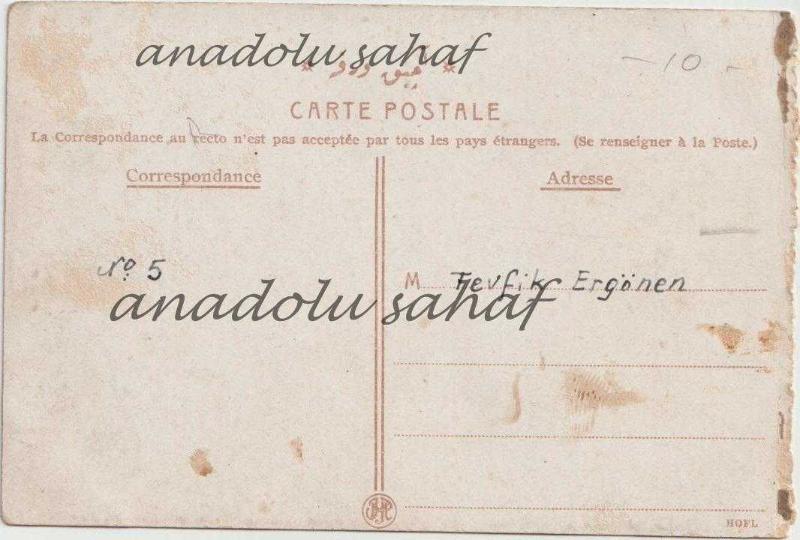 anadolu sahaf
- 10 -
CARTE POSTALE
La Correspondance au recto n'est pas acceptée par tous les pays étrangers. (Se renseigner à la Poste.)
Correspondance
Adresse
No 5
M Tevfik Ergönen
anadolu sahaf
HOFL